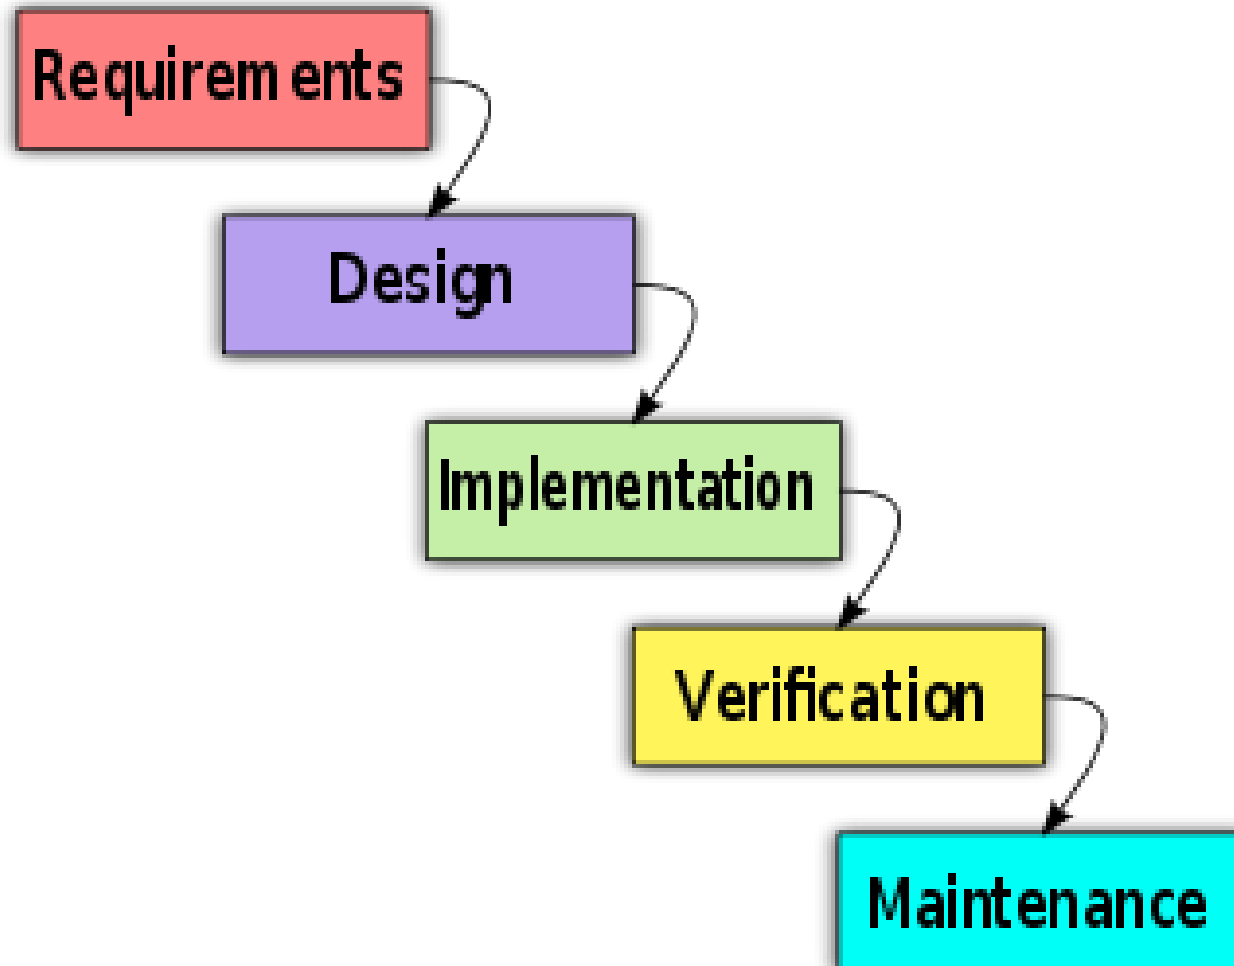 Requirements
Design
Implementation
Verification
Maintenance